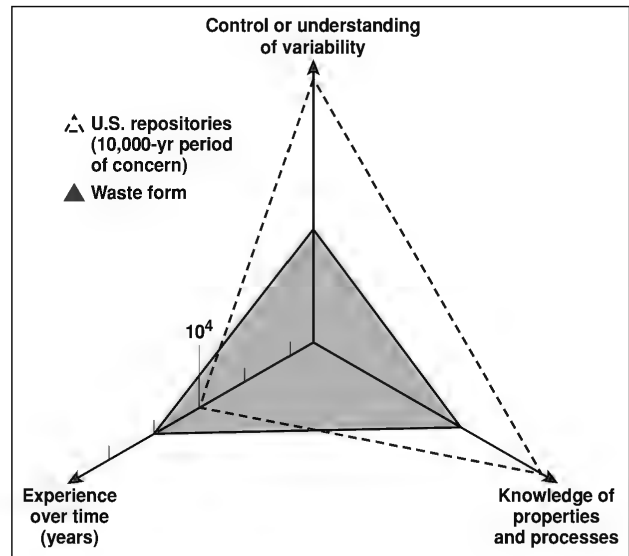 Control or understanding
of variability
U.S. repositories
(10,000-yr period
of concern)
Waste form
10⁴
Experience
over time
(years)
Knowledge of
properties
and processes